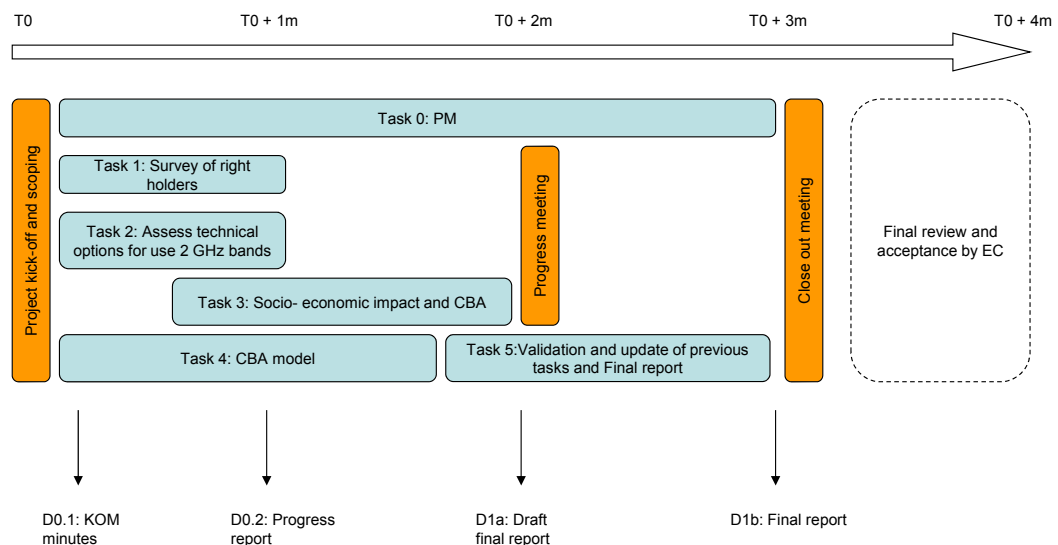 T0
T0 + 1m
T0 + 2m
T0 + 3m
T0 + 4m
Project kick-off and scoping
Task 0: PM
Task 1: Survey of right
holders
Task 2: Assess technical
options for use 2 GHz bands
Task 3: Socio- economic impact and CBA
Task 4: CBA model
Progress meeting
Task 5:Validation and update of previous
tasks and Final report
Close out meeting
Final review and
acceptance by EC
D0.1: KOM
minutes
D0.2: Progress
report
D1a: Draft
final report
D1b: Final report